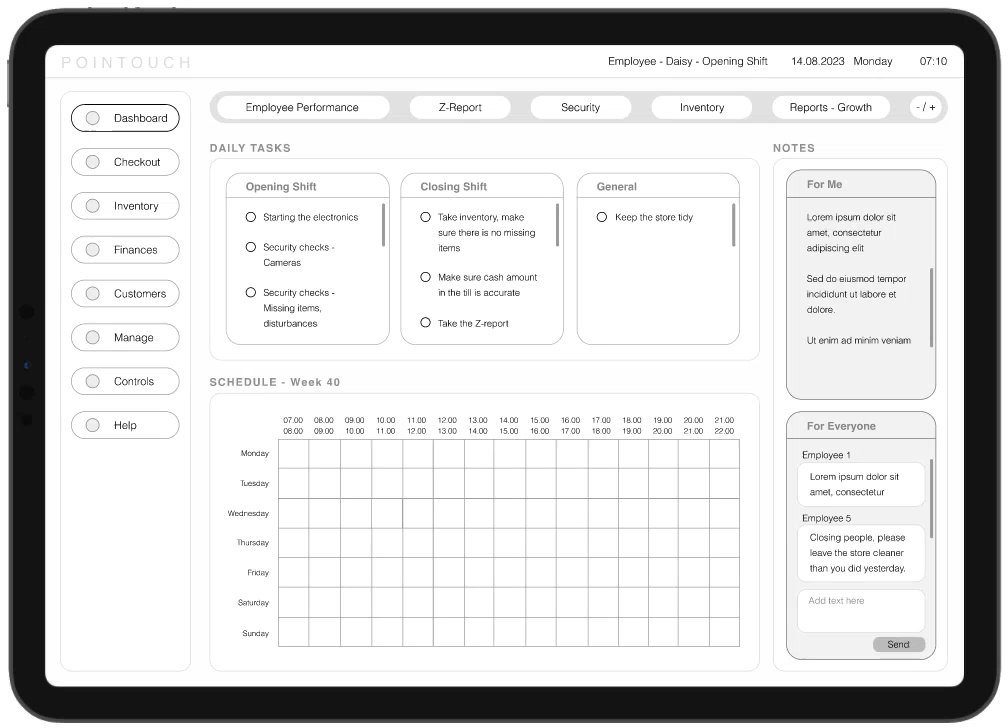 POINTOUCH
Employee - Daisy - Opening Shift 14.08.2023 Monday 07:10
Dashboard
Checkout
Inventory
Finances
Customers
Manage
Controls
Help
Employee Performance Z-Report Security Inventory Reports - Growth - / +
DAILY TASKS
Opening Shift
Starting the electronics
Security checks -
Cameras
Security checks -
Missing items,
disturbances
Closing Shift
Take inventory, make
sure there is no missing
items
Make sure cash amount
in the till is accurate
Take the Z-report
General
Keep the store tidy
SCHEDULE - Week 40
07.00 08.00 09.00 10.00 11.00 12.00 13.00 14.00 15.00 16.00 17.00 18.00 19.00 20.00 21.00
08.00 09.00 10.00 11.00 12.00 13.00 14.00 15.00 16.00 17.00 18.00 19.00 20.00 21.00 22.00
Monday
Tuesday
Wednesday
Thursday
Friday
Saturday
Sunday
NOTES
For Me
Lorem ipsum dolor sit
amet, consectetur
adipiscing elit
Sed do eiusmod tempor
incididunt ut labore et
dolore.
Ut enim ad minim veniam
For Everyone
Employee 1
Lorem ipsum dolor sit
amet, consectetur
Employee 5
Closing people, please
leave the store cleaner
than you did yesterday.
Add text here
Send